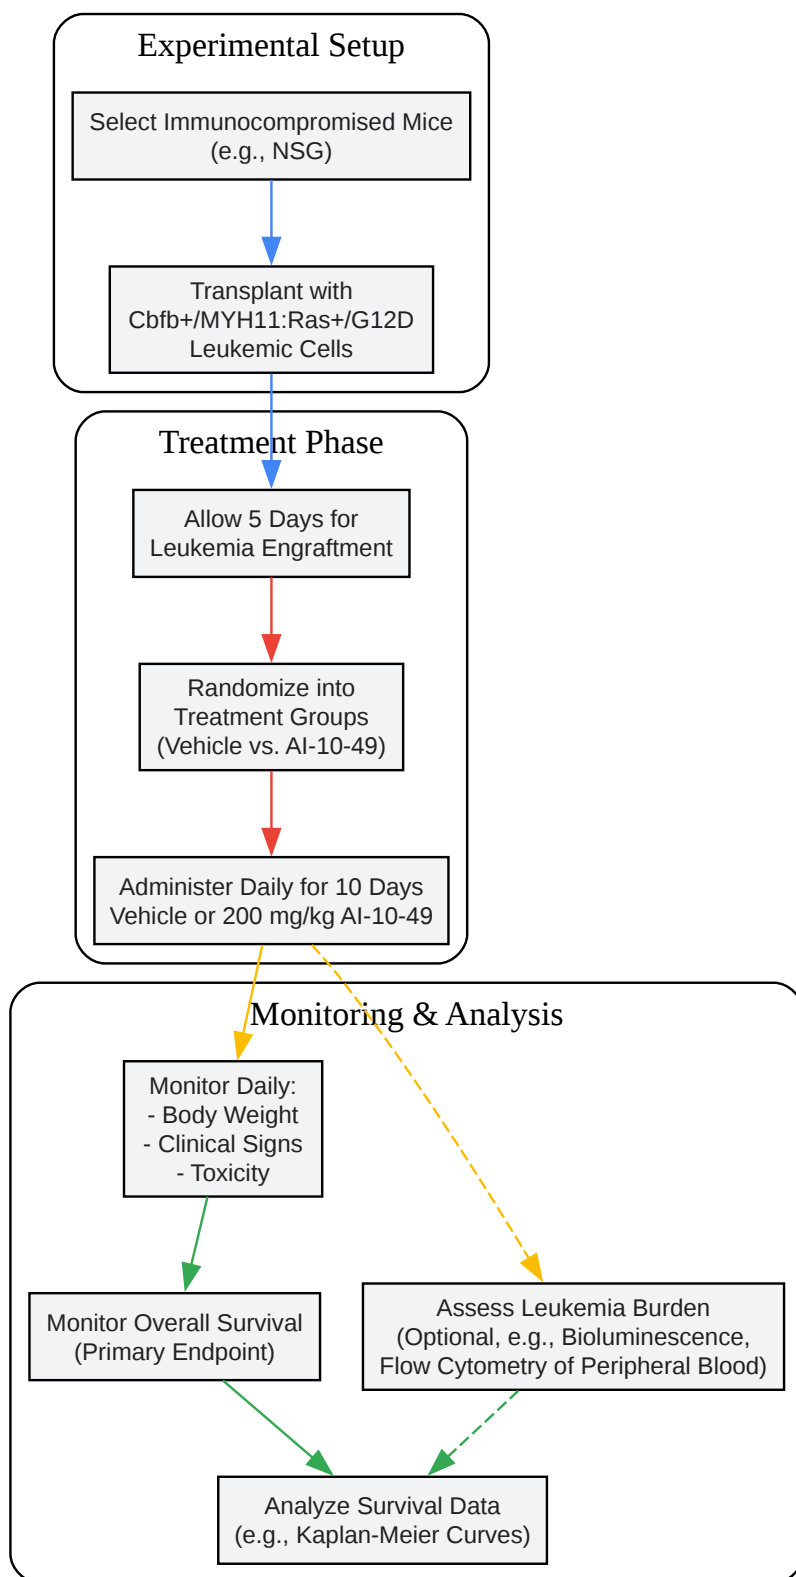 Experimental Setup
Select Immunocompromised Mice
(e.g., NSG)
Transplant with
Cbfb+/MYH11:Ras+/G12D
Leukemic Cells
Treatment Phase
Allow 5 Days for
Leukemia Engraftment
Randomize into
Treatment Groups
(Vehicle vs. AI-10-49)
Administer Daily for 10 Days
Vehicle or 200 mg/kg AI-10-49
Monitoring & Analysis
Monitor Daily:
- Body Weight
- Clinical Signs
- Toxicity
Monitor Overall Survival
(Primary Endpoint)
Assess Leukemia Burden
(Optional, e.g., Bioluminescence,
Flow Cytometry of Peripheral Blood)
Analyze Survival Data
(e.g., Kaplan-Meier Curves)